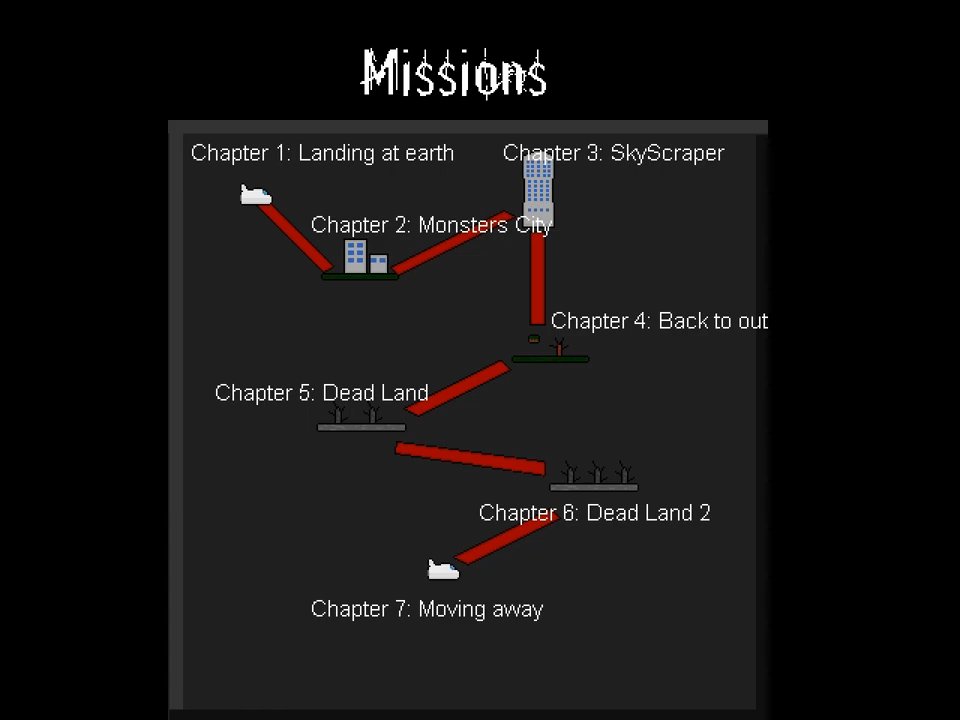 Missions
Chapter 1: Landing at earth
Chapter 3: SkyScraper
Chapter 2: Monsters City
Chapter 4: Back to out
Chapter 5: Dead Land
Chapter 6: Dead Land 2
Chapter 7: Moving away